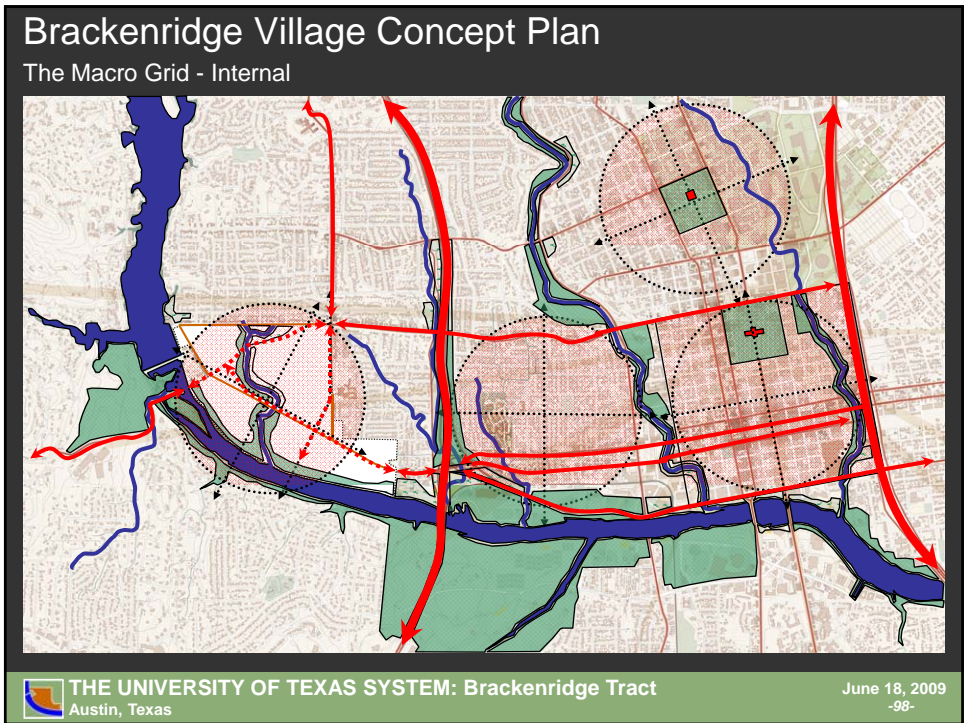 Brackenridge Village Concept Plan
The Macro Grid - Internal
THE UNIVERSITY OF TEXAS SYSTEM: Brackenridge Tract
Austin, Texas
June 18, 2009
-98-